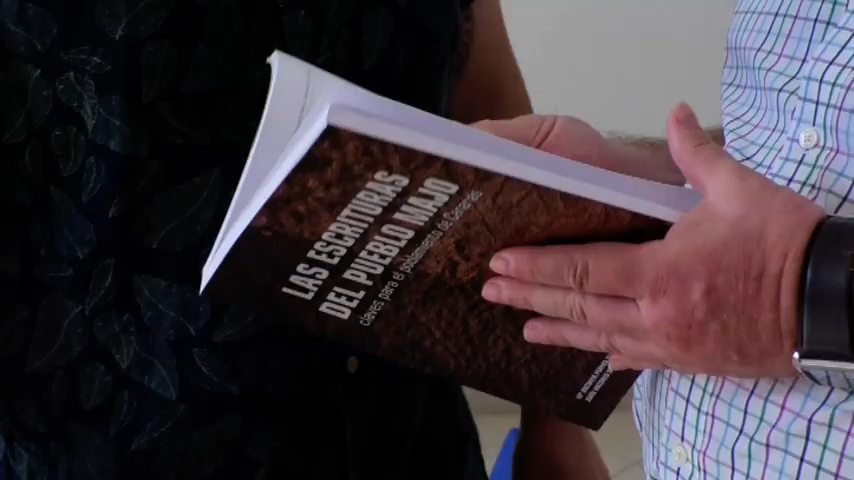 LAS ESCRITURAS
DEL PUEBLO MAJO
claves para el poblamiento de Canarias